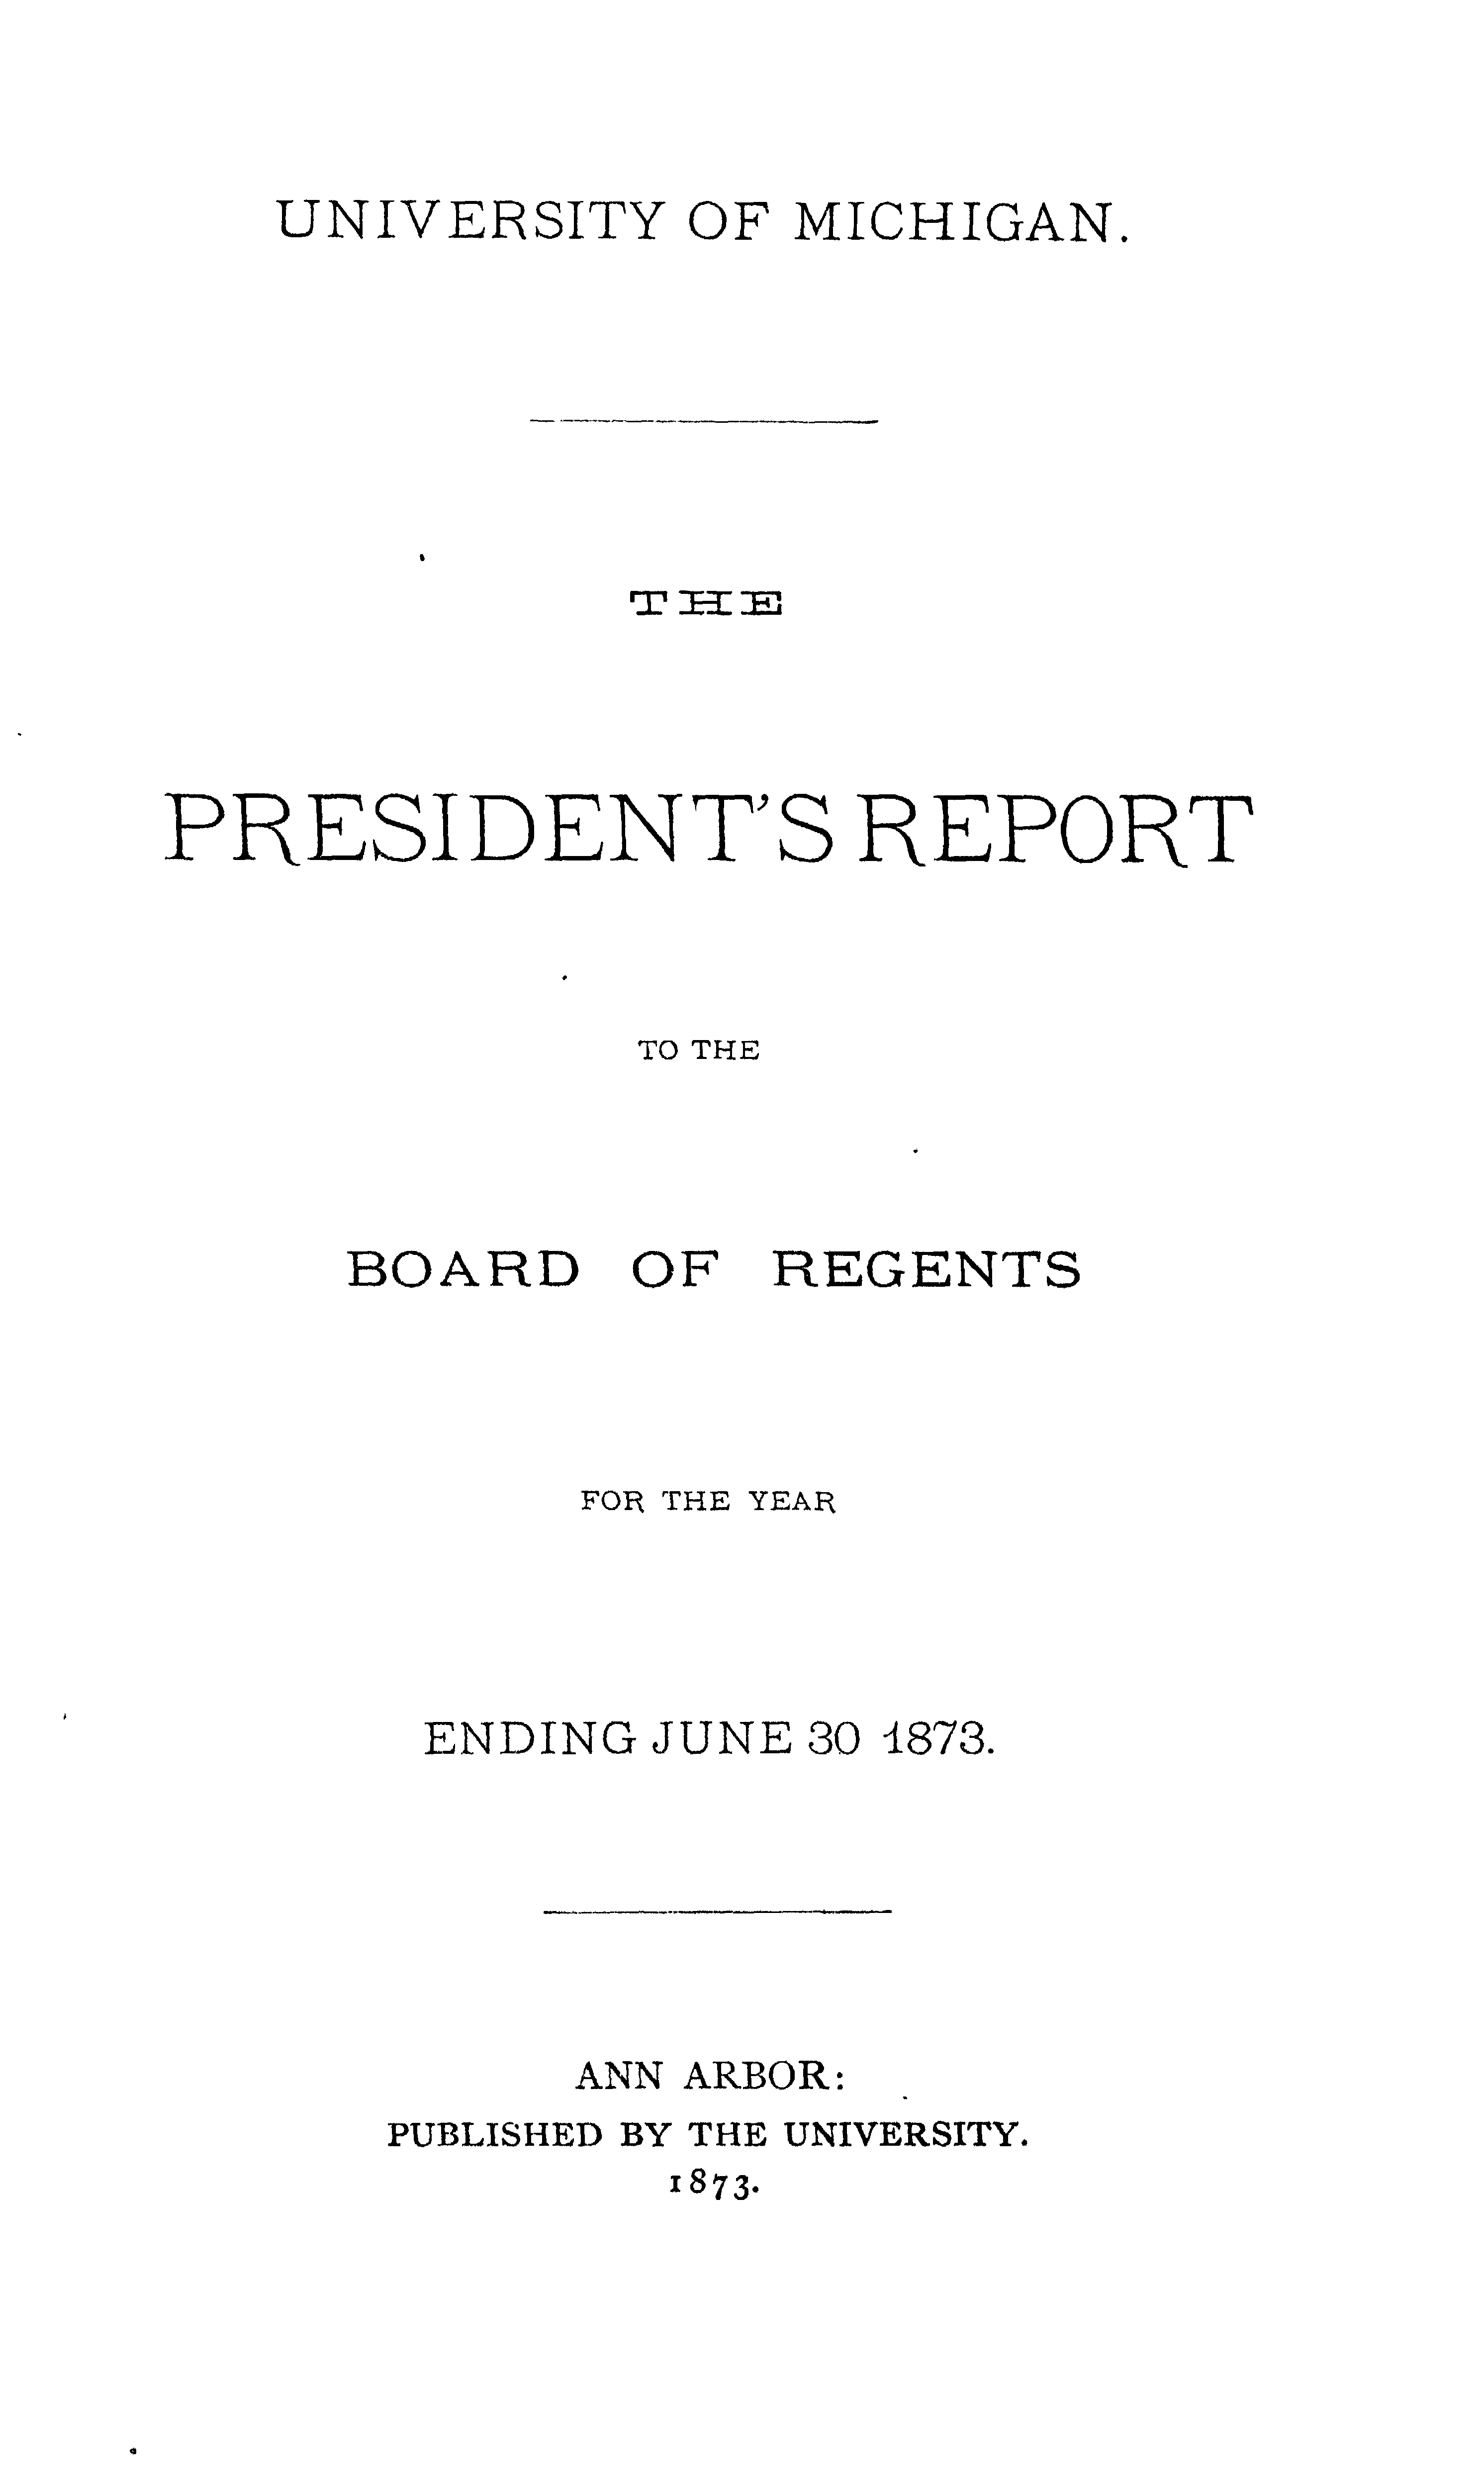 UNIVERSITY OF MICHIGAN.
THE
PRESIDENT'S REPORT
TO THE
BOARD OF REGENTS
FOR THE YEAR
ENDING JUNE 30 1873.
ANN ARBOR:
PUBLISHED BY THE UNIVERSITY.
1873.